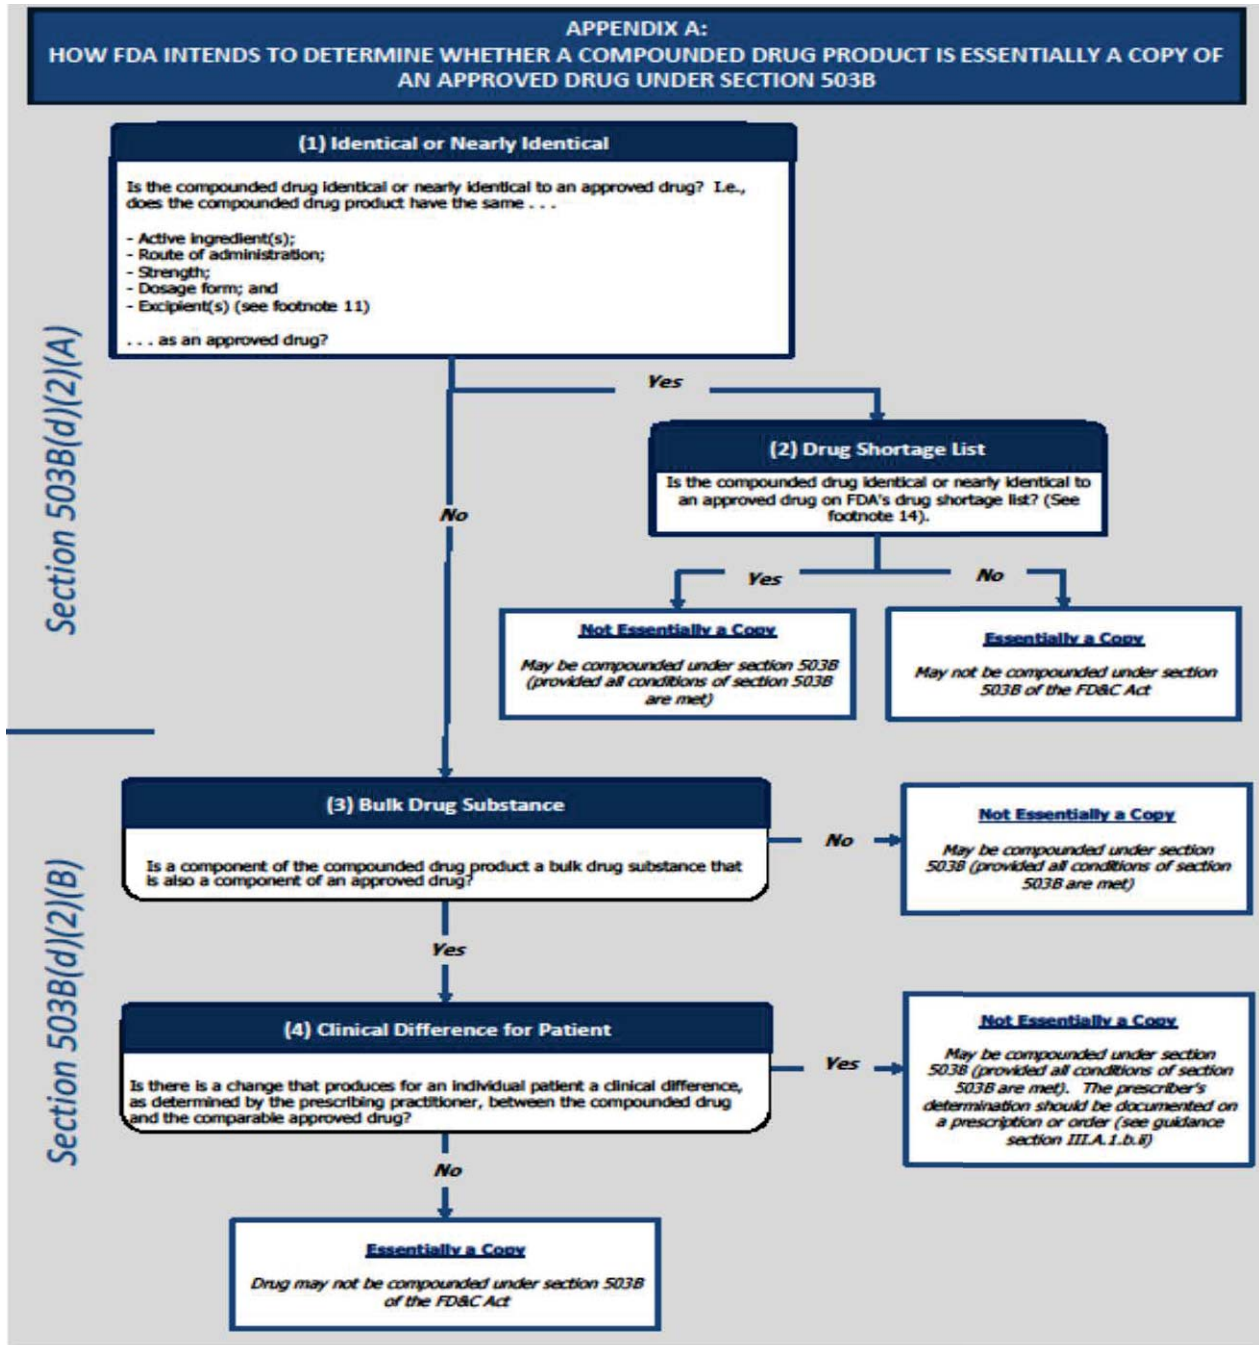 APPENDIX A:
HOW FDA INTENDS TO DETERMINE WHETHER A COMPOUNDED DRUG PRODUCT IS ESSENTIALLY A COPY OF
AN APPROVED DRUG UNDER SECTION 503B
Section 503B(d)(2)(A)
(1) Identical or Nearly Identical
Is the compounded drug identical or nearly identical to an approved drug?  I.e.,
does the compounded drug product have the same . . .
- Active ingredient(s);
- Route of administration;
- Strength;
- Dosage form; and
- Excipient(s) (see footnote 11)
. . . as an approved drug?
Yes
No
(2) Drug Shortage List
Is the compounded drug identical or nearly identical to
an approved drug on FDA's drug shortage list? (See
footnote 14).
Yes
No
Not Essentially a Copy
May be compounded under section 503B
(provided all conditions of section 503B
are met)
Essentially a Copy
May not be compounded under section
503B of the FD&C Act
Section 503B(d)(2)(B)
(3) Bulk Drug Substance
Is a component of the compounded drug product a bulk drug substance that
is also a component of an approved drug?
No
Not Essentially a Copy
May be compounded under section
503B (provided all conditions of section
503B are met)
Yes
(4) Clinical Difference for Patient
Is there is a change that produces for an individual patient a clinical difference,
as determined by the prescribing practitioner, between the compounded drug
and the comparable approved drug?
Yes
Not Essentially a Copy
May be compounded under section
503B (provided all conditions of section
503B are met).  The prescriber's
determination should be documented on
a prescription or order (see guidance
section III.A.1.b.ii)
No
Essentially a Copy
Drug may not be compounded under section 503B
of the FD&C Act